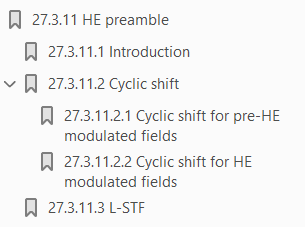 27.3.11 HE preamble
27.3.11.1 Introduction
27.3.11.2 Cyclic shift
27.3.11.2.1 Cyclic shift for pre-HE
modulated fields
27.3.11.2.2 Cyclic shift for HE
modulated fields
27.3.11.3 L-STF